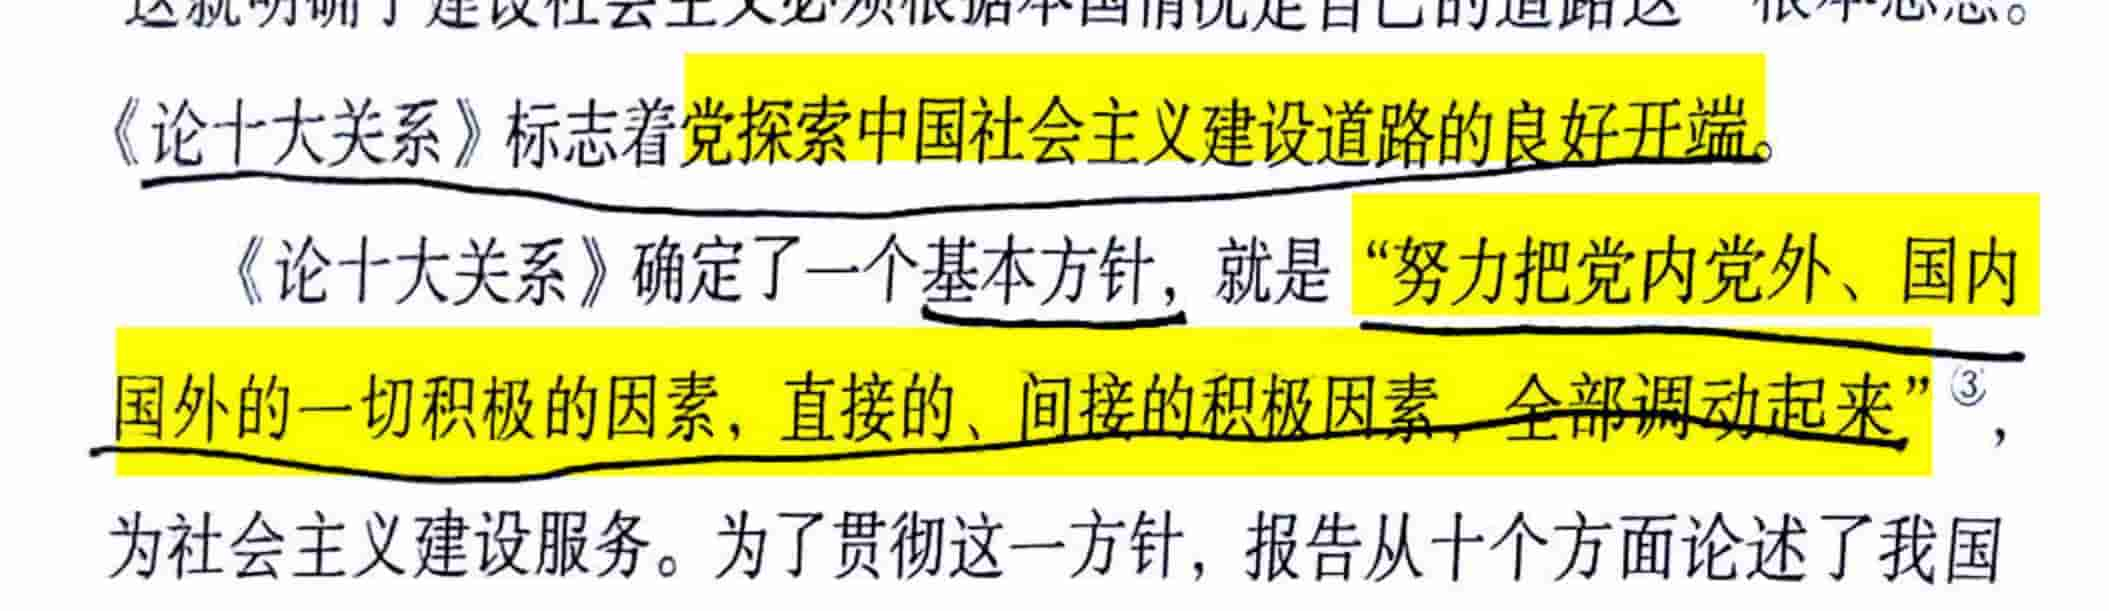 这就明确了建设社会主义必须根据本国情况走自己的道路这一根本思想。
《论十大关系》标志着党探索中国社会主义建设道路的良好开端。
《论十大关系》确定了一个基本方针，就是“努力把党内党外、国内
国外的一切积极的因素，直接的、间接的积极因素，全部调动起来”③，
为社会主义建设服务。为了贯彻这一方针，报告从十个方面论述了我国